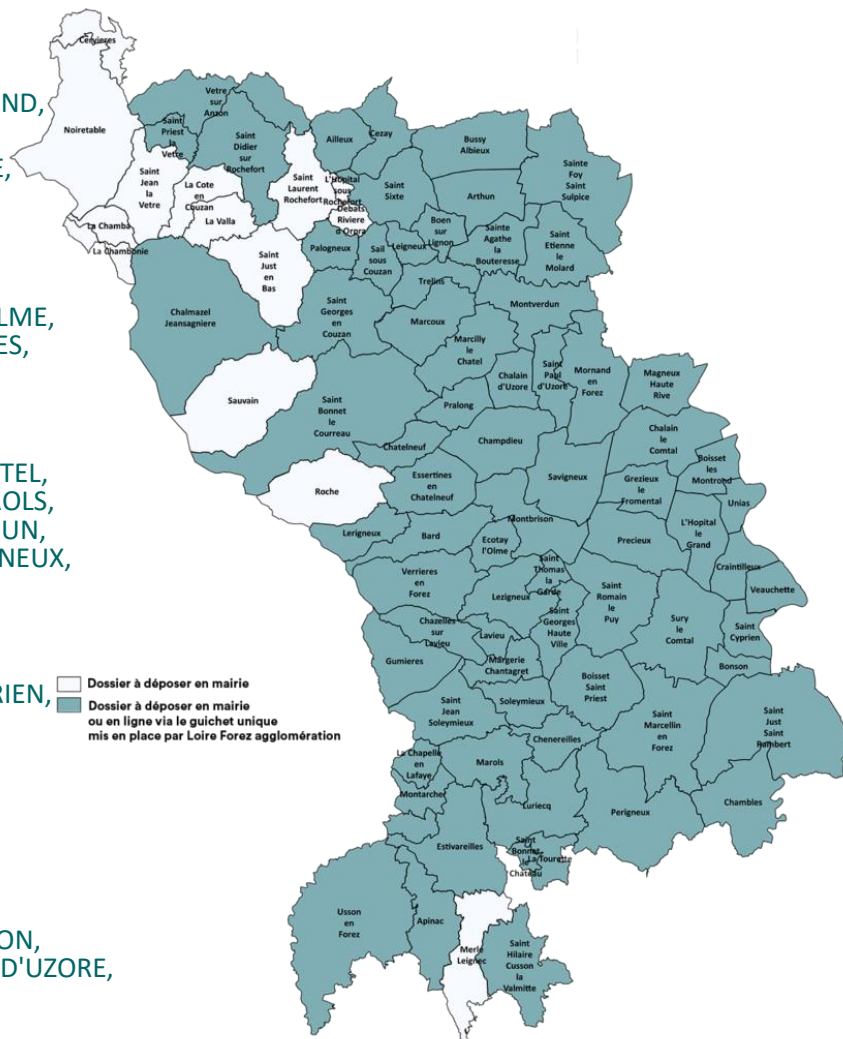 ND,
E,
LME,
ES,
TEL,
OLS,
UN,
NEUX,
RIEN,
ON,
D'UZORE,
Cervieres
Noiretable
Vetre
sur
Anzon
Saint
Priest
la
Vetre
Saint
Didier
sur
Rochefort
Saint
Jean
la
Vetre
La Cote
en
Couzan
La Valla
Saint
Laurent
Rochefort
L'Hopital
sous
Rochefort
Debats
Riviere
d Orpra
Ailleux
Cezay
Bussy
Albieux
Sainte
Foy
Saint
Sulpice
Saint
Sixte
Arthun
La Chamba
La Chambonie
Saint
Just
en
Bas
Palogneux
Sail
sous
Couzan
Leigneux
Boen
sur
Lignon
Sainte
Agathe
la
Bouteresse
Saint
Etienne
le
Molard
Chalmazel
Jeansagniere
Saint
Georges
en
Couzan
Trelins
Marcoux
Montverdun
Marcilly
le
Chatel
Chalain
d'Uzore
Saint
Paul
d'Uzore
Mornand
en
Forez
Magneux
Haute
Rive
Sauvain
Saint
Bonnet
le
Courreau
Pralong
Chatelneuf
Champdieu
Chalain
le
Comtal
Boisset
les
Montrond
Roche
Essertines
en
Chatelneuf
Savigneux
Grezieux
le
Fromental
Unias
Lerigneux
Bard
Montbrison
Ecotay
l'Olme
Precieux
L'Hopital
le
Grand
Craintilleux
Veauchette
Verrieres
en
Forez
Lezigneux
Saint
Thomas
la
Garde
Saint
Romain
le
Puy
Sury
le
Comtal
Saint
Cyprien
Chazelles
sur
Lavieu
Lavieu
Saint
Georges
Haute
Ville
Bonson
Gumieres
Margerie
Chantagret
Boisset
Saint
Priest
Dossier à déposer en mairie
Dossier à déposer en mairie
ou en ligne via le guichet unique
mis en place par Loire Forez agglomération
Saint
Jean
Soleymieux
Soleymieux
Saint
Marcellin
en
Forez
Saint
Just
Saint
Rambert
Chenereilles
La Chapelle
en
Lafaye
Marols
Montarcher
Luriecq
Perigneux
Chambles
Estivareilles
Saint
Bonnet
le
Chateau
La Tourette
Usson
en
Forez
Apinac
Merle
Leignec
Saint
Hilaire
Cusson
la
Valmitte